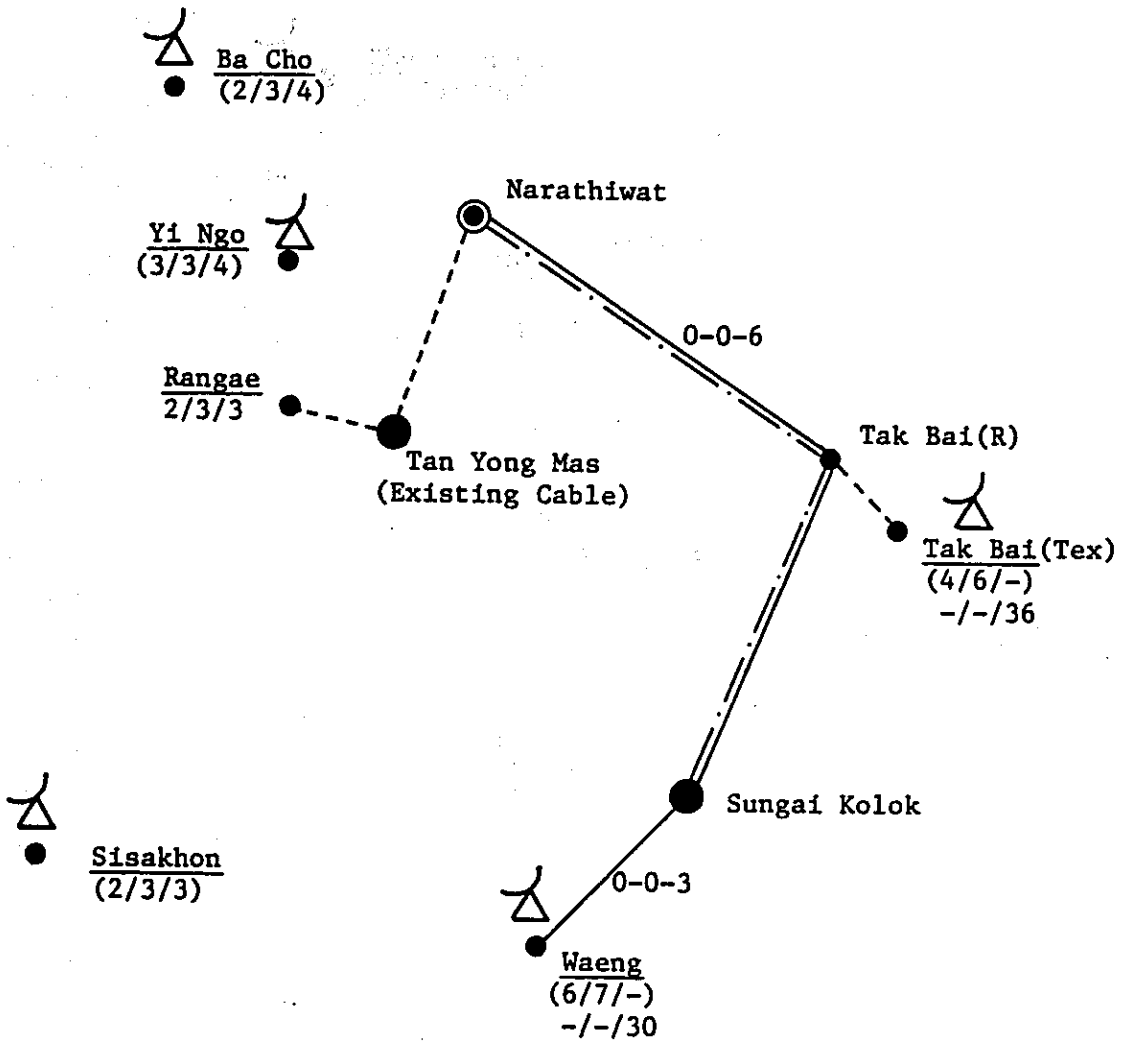 Ba Cho
(2/3/4)
Narathiwat
Yi Ngo
(3/3/4)
0-0-6
Rangae
2/3/3
Tak Bai(R)
Tan Yong Mas
(Existing Cable)
Tak Bai(Tex)
(4/6/-)
-/-/36
Sungai Kolok
Sisakhon
(2/3/3)
0-0-3
Waeng
(6/7/-)
-/-/30